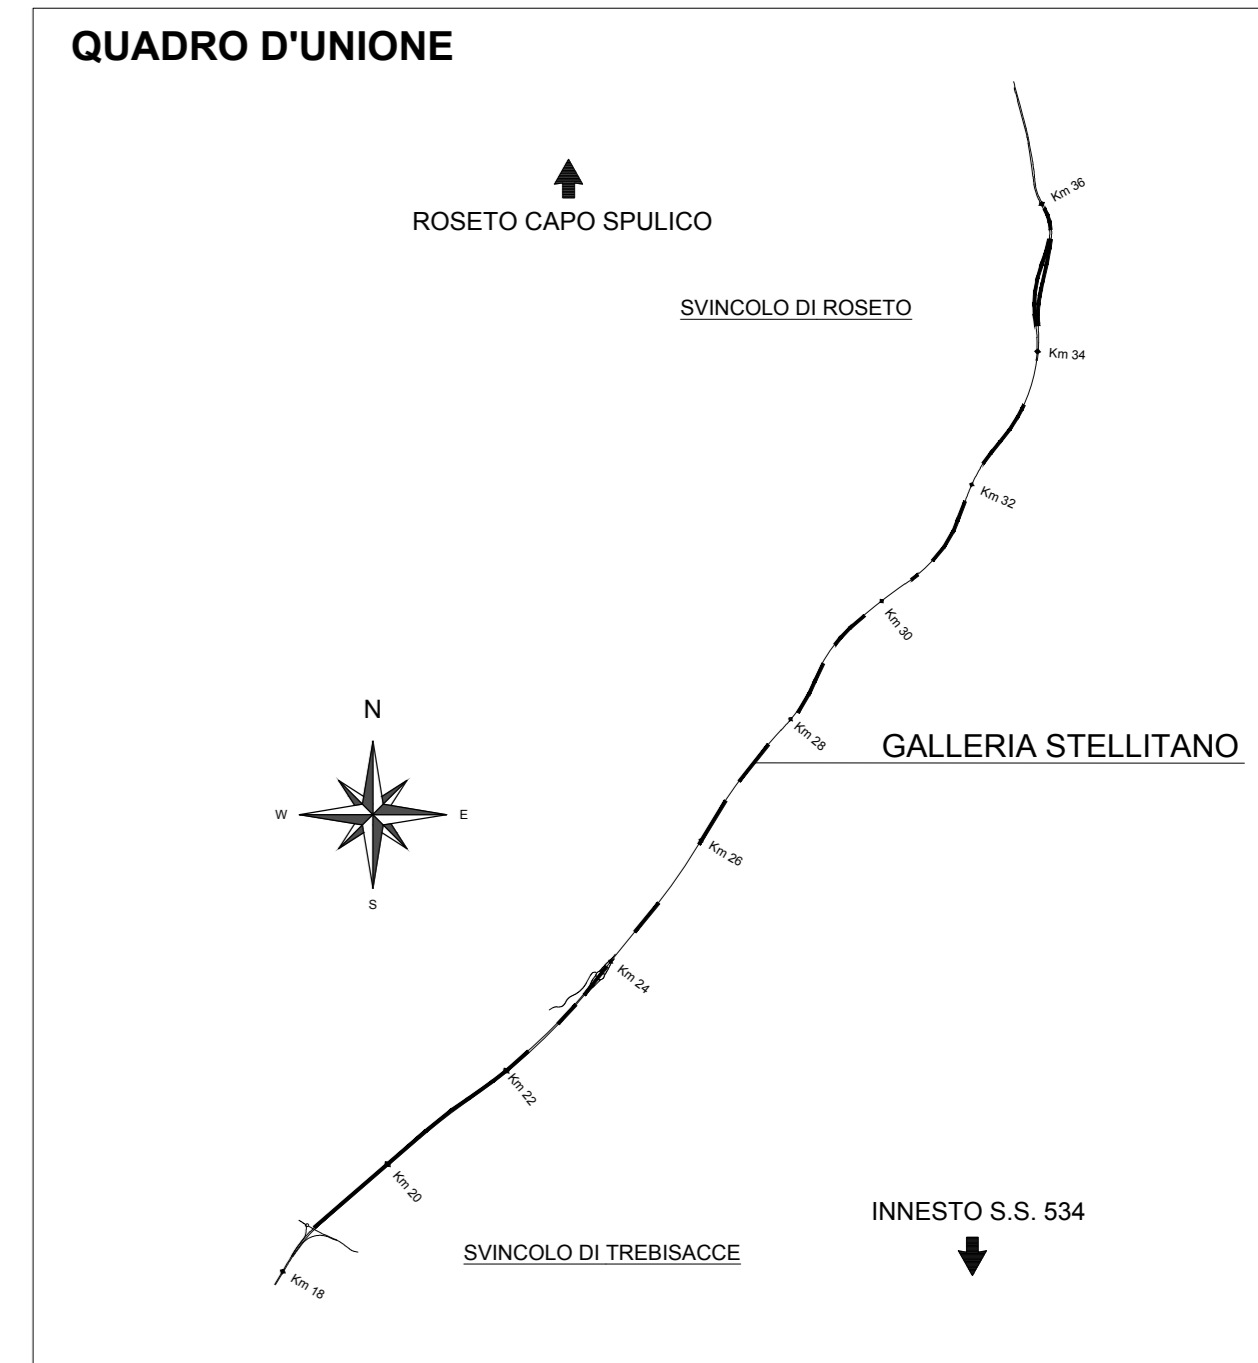 QUADRO D'UNIONE
Km 36
ROSETO CAPO SPULICO
SVINCOLO DI ROSETO
Km 34
Km 32
Km 30
N
Km 28
GALLERIA STELLITANO
W
E
Km 26
S
Km 24
Km 22
Km 20
INNESTO S.S. 534
SVINCOLO DI TREBISACCE
Km 18